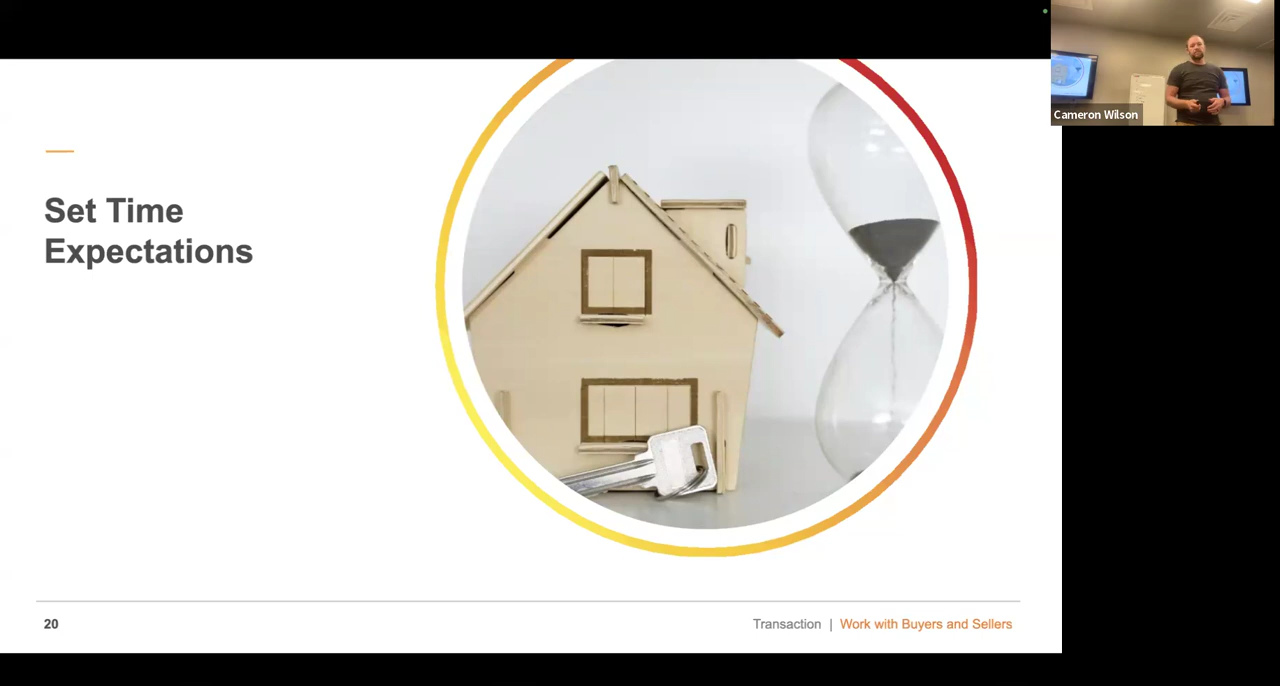 Cameron Wilson
Set Time
Expectations
20
Transaction | Work with Buyers and Sellers